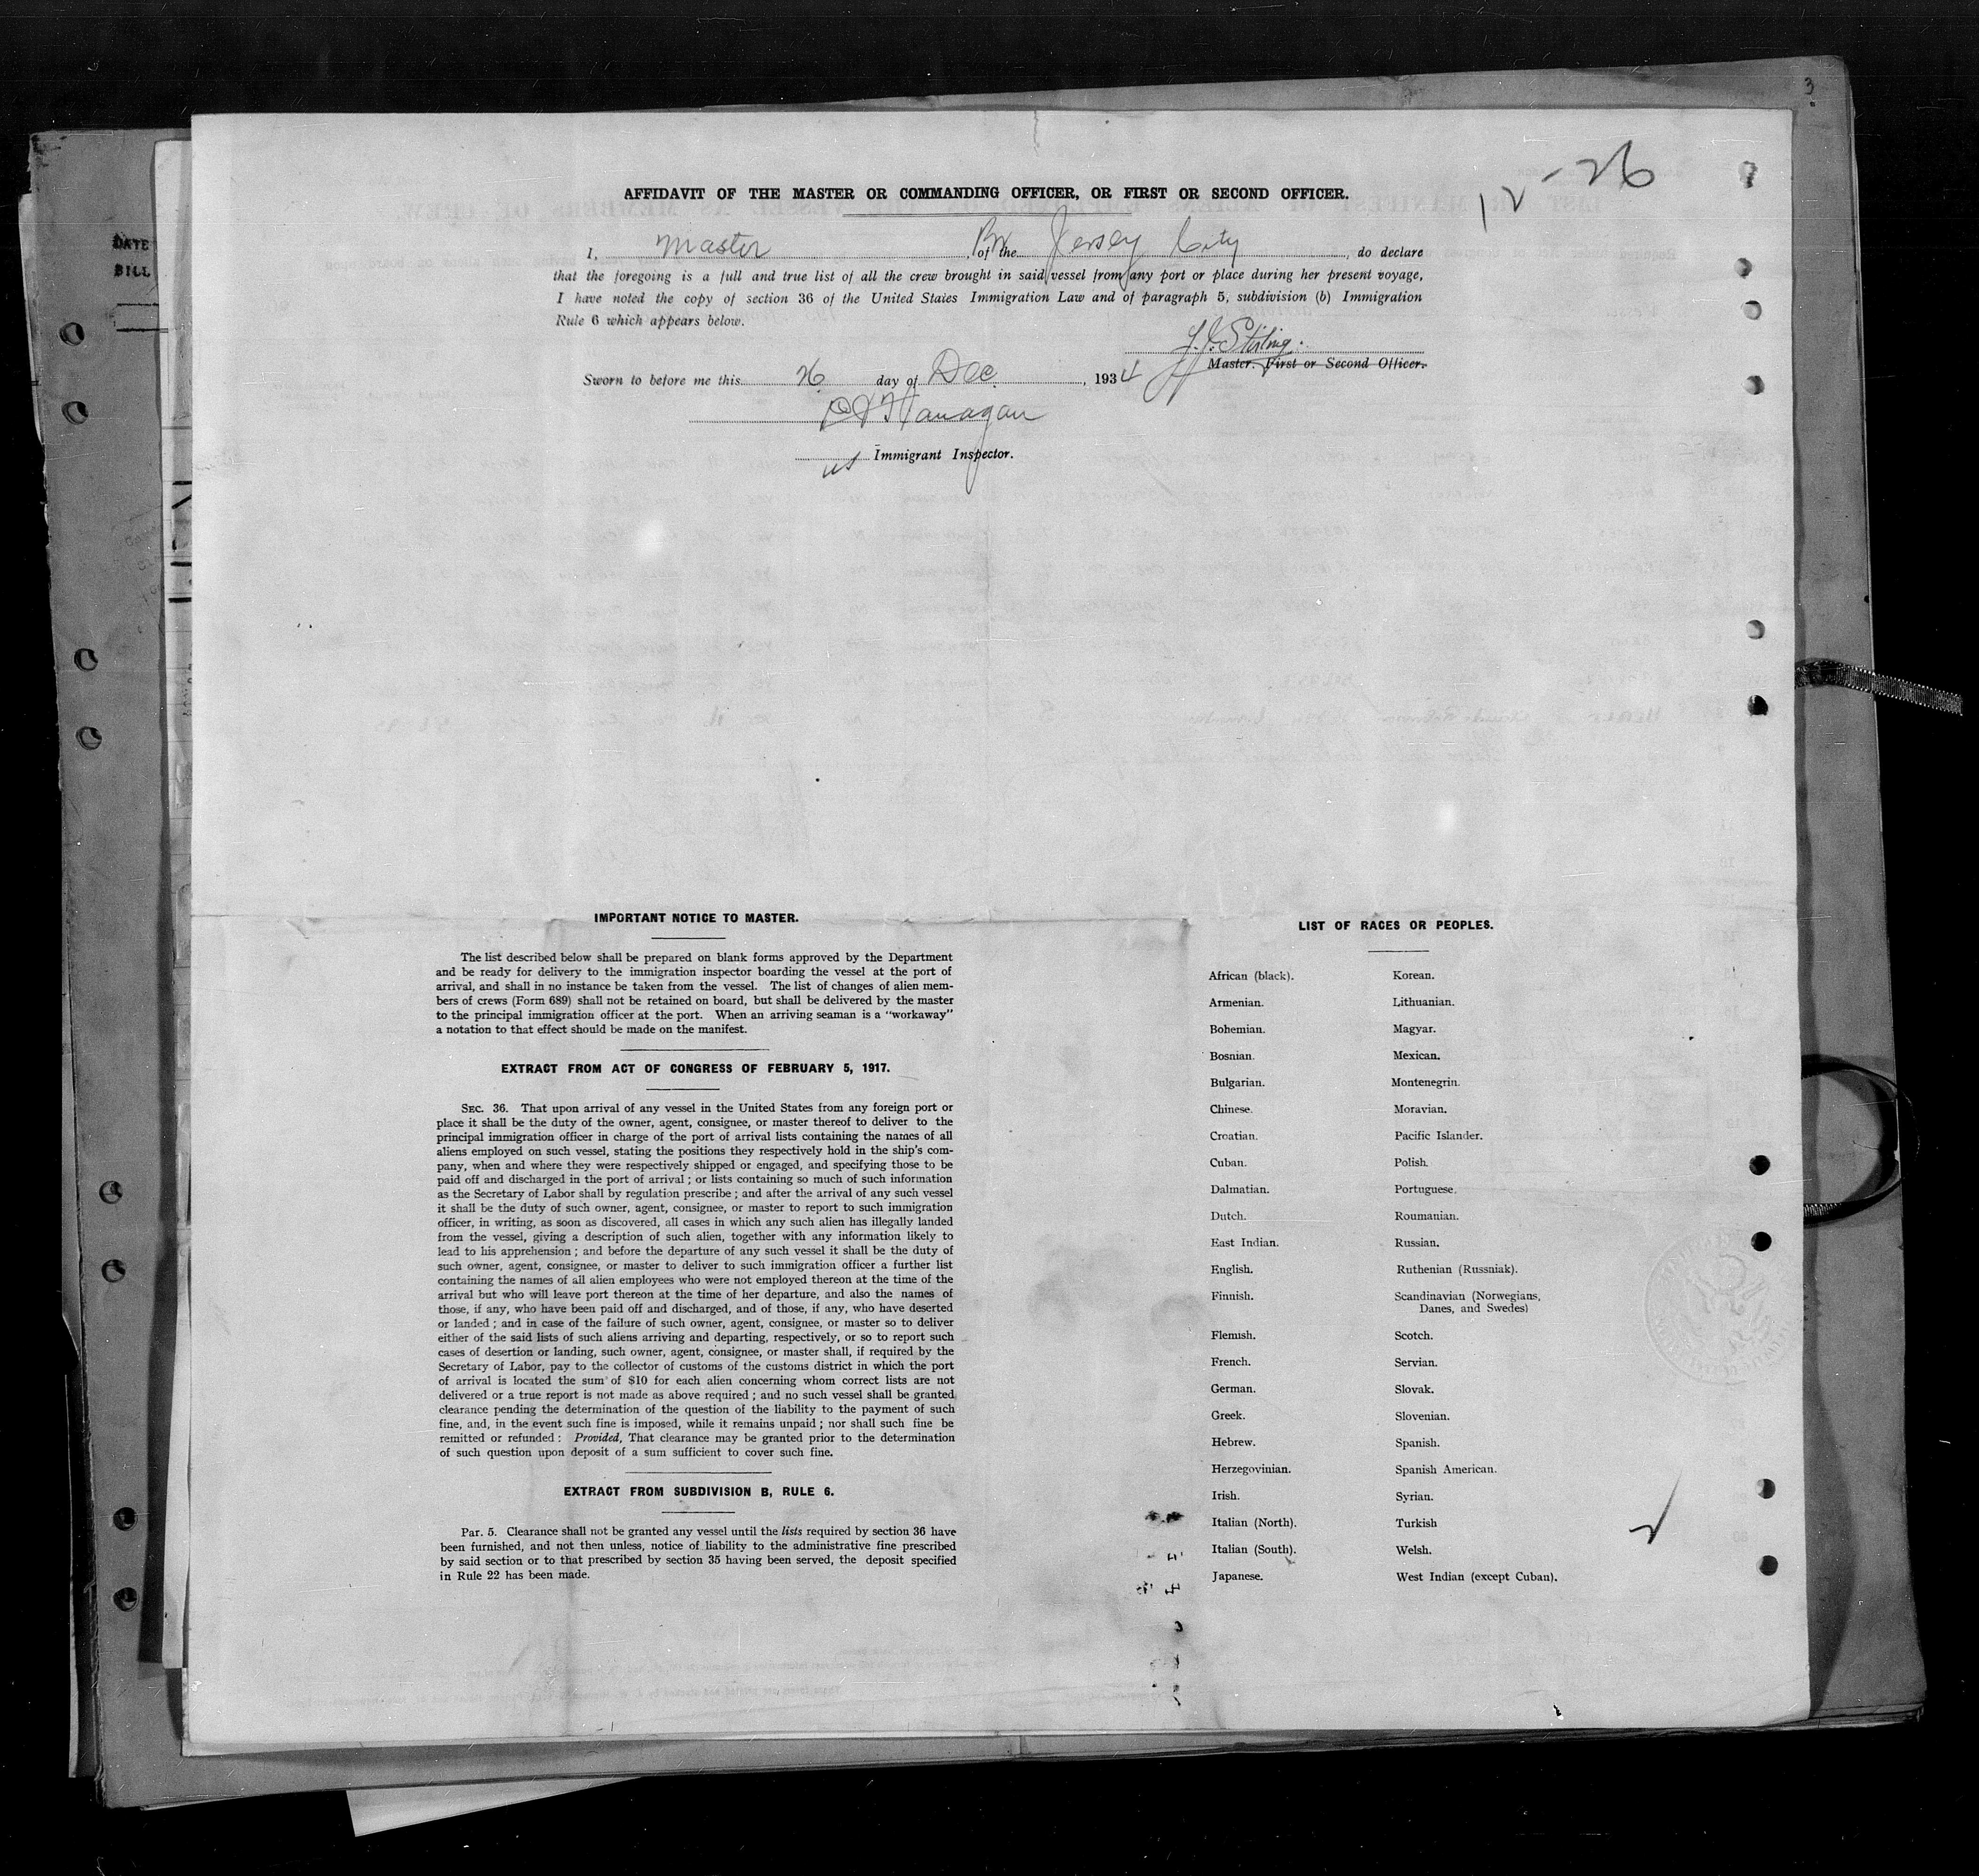 3
12-26
AFFIDAVIT OF THE MASTER OR COMMANDING OFFICER, OR FIRST OR SECOND OFFICER.
I, Master, of the Br Jersey City, do declare
that the foregoing is a full and true list of all the crew brought in said vessel from any port or place during her present voyage,
I have noted the copy of section 36 of the United States Immigration Law and of paragraph 5, subdivision (b) Immigration
Rule 6 which appears below.
Stirling.
Master. First or Second Officer.
Sworn to before me this 26 day of Dec, 1934
Flanagan
US Immigrant Inspector.
DATE
BILL
IMPORTANT NOTICE TO MASTER.
The list described below shall be prepared on blank forms approved by the Department
and be ready for delivery to the immigration inspector boarding the vessel at the port of
arrival, and shall in no instance be taken from the vessel. The list of changes of alien mem-
bers of crews (Form 689) shall not be retained on board, but shall be delivered by the master
to the principal immigration officer at the port. When an arriving seaman is a "workaway"
a notation to that effect should be made on the manifest.
EXTRACT FROM ACT OF CONGRESS OF FEBRUARY 5, 1917.
SEC. 36. That upon arrival of any vessel in the United States from any foreign port or
place it shall be the duty of the owner, agent, consignee, or master thereof to deliver to the
principal immigration officer in charge of the port of arrival lists containing the names of all
aliens employed on such vessel, stating the positions they respectively hold in the ship's com-
pany, when and where they were respectively shipped or engaged, and specifying those to be
paid off and discharged in the port of arrival; or lists containing so much of such information
as the Secretary of Labor shall by regulation prescribe; and after the arrival of any such vessel
it shall be the duty of such owner, agent, consignee, or master to report to such immigration
officer, in writing, as soon as discovered, all cases in which any such alien has illegally landed
from the vessel, giving a description of such alien, together with any information likely to
lead to his apprehension; and before the departure of any such vessel it shall be the duty of
such owner, agent, consignee, or master to deliver to such immigration officer a further list
containing the names of all alien employees who were not employed thereon at the time of the
arrival but who will leave port thereon at the time of her departure, and also the names of
those, if any, who have been paid off and discharged, and of those, if any, who have deserted
or landed; and in case of the failure of such owner, agent, consignee, or master so to deliver
either of the said lists of such aliens arriving and departing, respectively, or so to report such
cases of desertion or landing, such owner, agent, consignee, or master shall, if required by the
Secretary of Labor, pay to the collector of customs of the customs district in which the port
of arrival is located the sum of $10 for each alien concerning whom correct lists are not
delivered or a true report is not made as above required; and no such vessel shall be granted
clearance pending the determination of the question of the liability to the payment of such
fine, and, in the event such fine is imposed, while it remains unpaid; nor shall such fine be
remitted or refunded: Provided, That clearance may be granted prior to the determination
of such question upon deposit of a sum sufficient to cover such fine.
EXTRACT FROM SUBDIVISION B, RULE 6.
Par. 5. Clearance shall not be granted any vessel until the lists required by section 36 have
been furnished, and not then unless, notice of liability to the administrative fine prescribed
by said section or to that prescribed by section 35 having been served, the deposit specified
in Rule 22 has been made.
LIST OF RACES OR PEOPLES.
African (black). Korean.
Armenian. Lithuanian.
Bohemian. Magyar.
Bosnian. Mexican.
Bulgarian. Montenegrin.
Chinese. Moravian.
Croatian. Pacific Islander.
Cuban. Polish.
Dalmatian. Portuguese.
Dutch. Roumanian.
East Indian. Russian.
English. Ruthenian (Russniak).
Finnish. Scandinavian (Norwegians,
Danes, and Swedes)
Flemish. Scotch.
French. Servian.
German. Slovak.
Greek. Slovenian.
Hebrew. Spanish.
Herzegovinian. Spanish American.
Irish. Syrian.
Italian (North). Turkish
Italian (South). Welsh.
Japanese. West Indian (except Cuban).